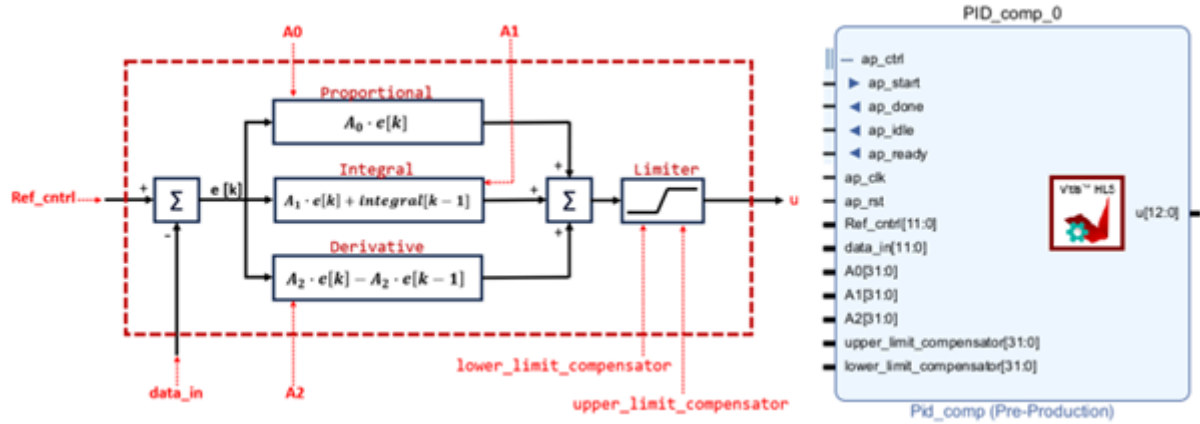 A0
A1
Proportional
A₀ · e[k]
Integral
Limiter
Ref_cntrl
+
Σ
e [k]
A₁ · e[k] + integral[k − 1]
+
+
Σ
u
-
Derivative
+
A₂ · e[k] − A₂ · e[k − 1]
lower_limit_compensator
data_in
A2
upper_limit_compensator
PID_comp_0
ap_ctrl
ap_start
ap_done
ap_idle
ap_ready
ap_clk
ap_rst
Ref_cntrl[11:0]
data_in[11:0]
A0[31:0]
A1[31:0]
A2[31:0]
upper_limit_compensator[31:0]
lower_limit_compensator[31:0]
Vitis™ HLS
u[12:0]
Pid_comp (Pre-Production)